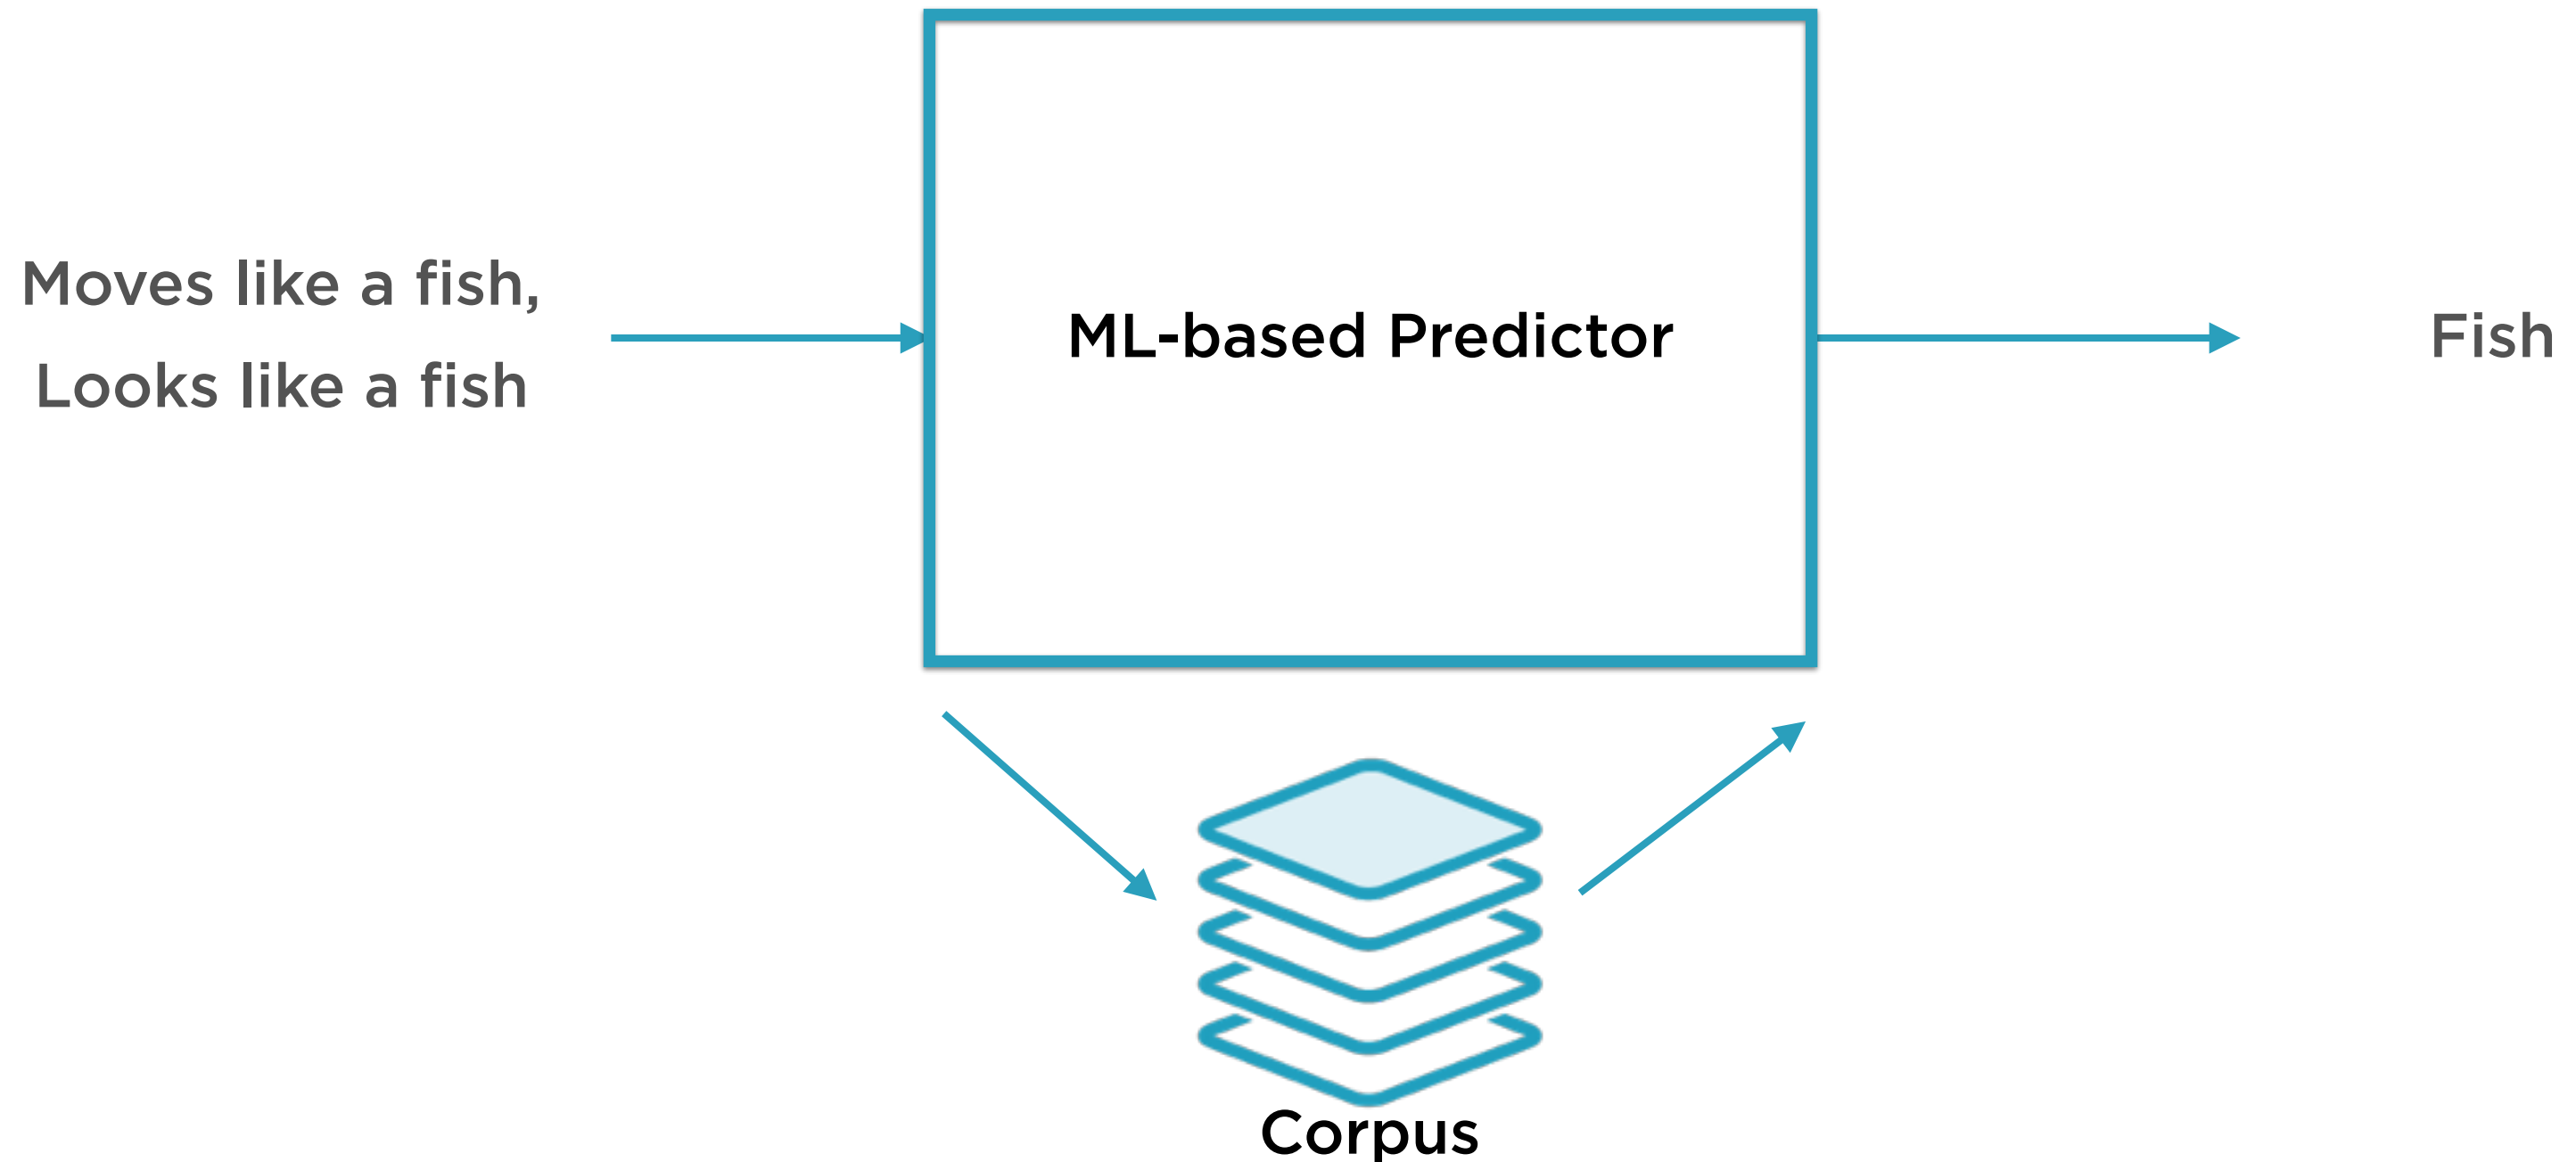 Moves like a fish,
Looks like a fish
ML-based Predictor
Fish
Corpus